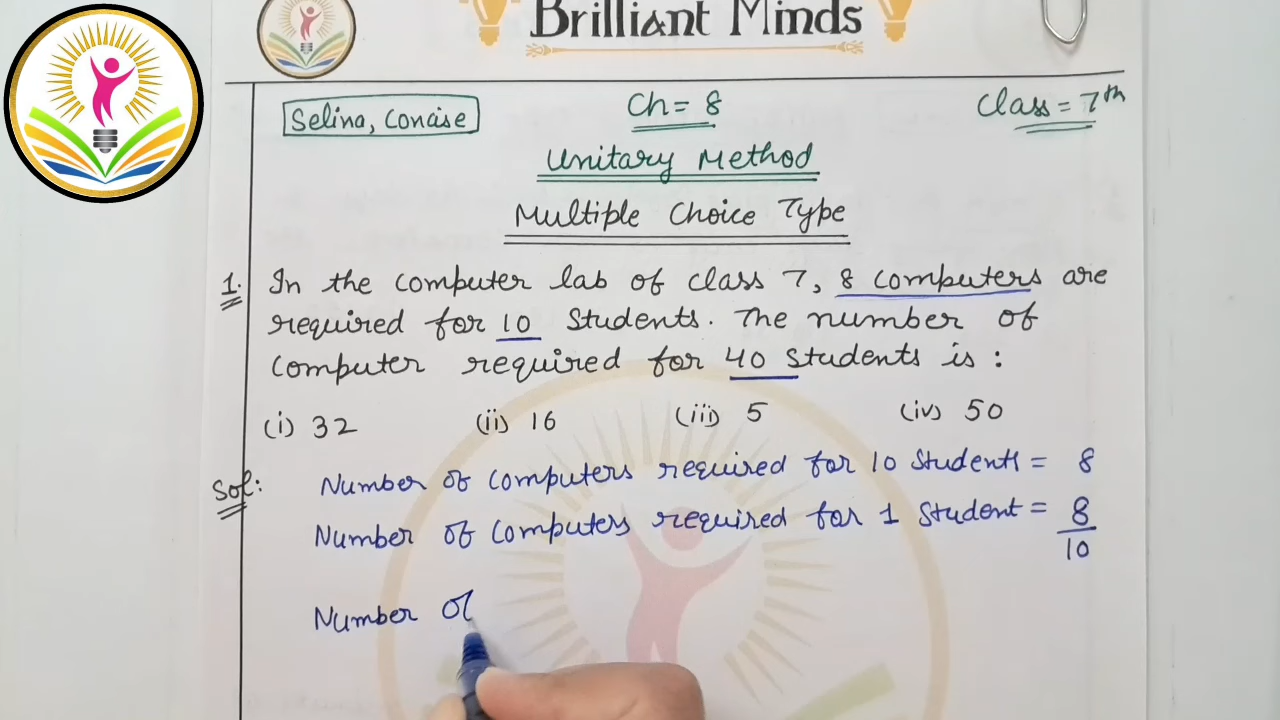 Brilliant Minds
Selina, Concise
Ch = 8
Class = 7th
Unitary Method
Multiple Choice Type
1. In the computer lab of class 7, 8 computers are
required for 10 students. The number of
computer required for 40 students is :
(i) 32 (ii) 16 (iii) 5 (iv) 50
Sol: Number of computers required for 10 students = 8
Number of computers required for 1 student = 8/10
Number of